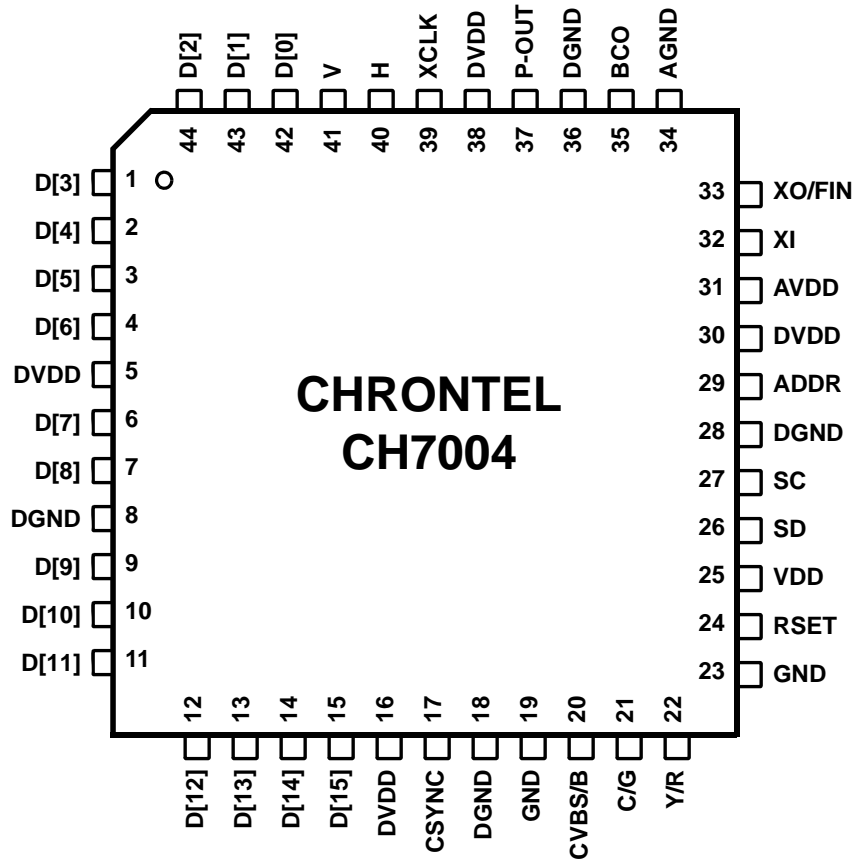 D[2] D[1] D[0] V H XCLK DVDD P-OUT DGND BCO AGND
44 43 42 41 40 39 38 37 36 35 34
D[3] 1
D[4] 2
D[5] 3
D[6] 4
DVDD 5
D[7] 6
D[8] 7
DGND 8
D[9] 9
D[10] 10
D[11] 11
CHRONTEL
CH7004
33 XO/FIN
32 XI
31 AVDD
30 DVDD
29 ADDR
28 DGND
27 SC
26 SD
25 VDD
24 RSET
23 GND
12 13 14 15 16 17 18 19 20 21 22
D[12] D[13] D[14] D[15] DVDD CSYNC DGND GND CVBS/B C/G Y/R